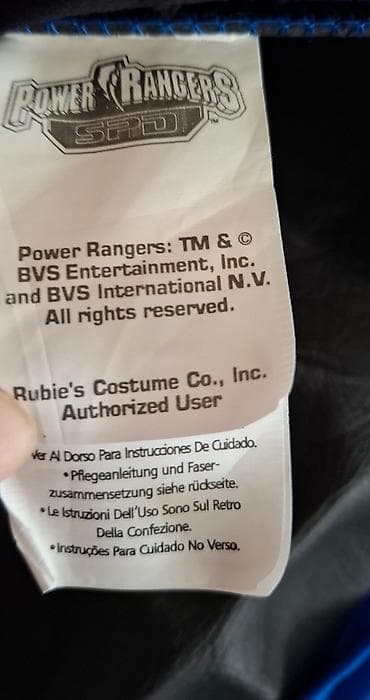 POWER RANGERS
SPD
TM
Power Rangers: TM & ©
BVS Entertainment, Inc.
and BVS International N.V.
All rights reserved.
Rubie's Costume Co., Inc.
Authorized User
Ver Al Dorso Para Instrucciones De Cuidado.
•Pflegeanleitung und Faser-
zusammensetzung siehe rückseite.
•Le Istruzioni Dell'Uso Sono Sul Retro
Della Confezione.
•Instruções Para Cuidado No Verso.